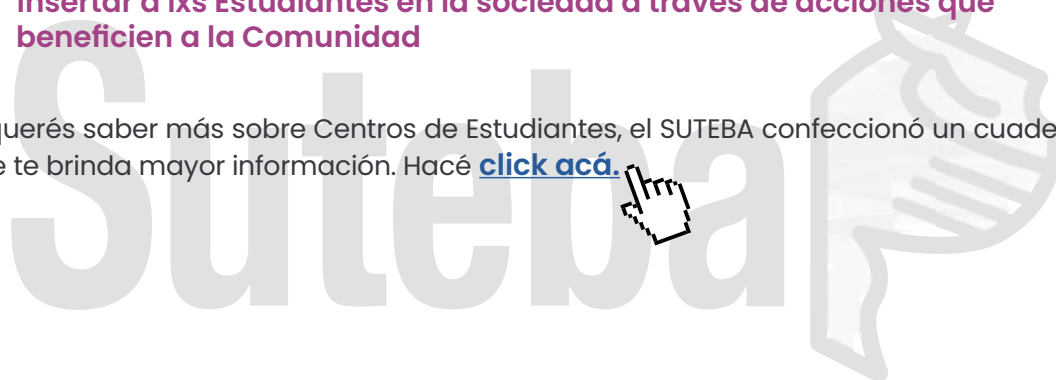 Insertar a lxs Estudiantes en la sociedad a través de acciones que
beneficien a la Comunidad
querés saber más sobre Centros de Estudiantes, el SUTEBA confeccionó un cuade
e te brinda mayor información. Hacé click acá.
Suteba